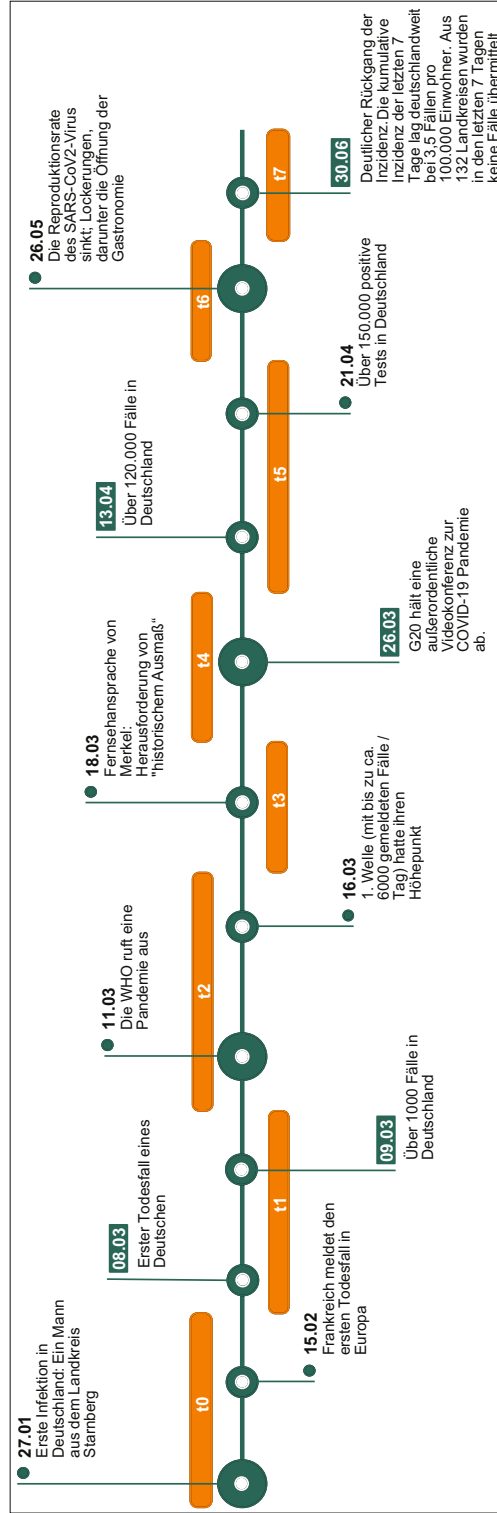 27.01
Erste Infektion in
Deutschland: Ein Mann
aus dem Landkreis
Starnberg
t0
15.02
Frankreich meldet den
ersten Todesfall in
Europa
08.03
Erster Todesfall eines
Deutschen
t1
09.03
Über 1000 Fälle in
Deutschland
11.03
Die WHO ruft eine
Pandemie aus
t2
16.03
1. Welle (mit bis zu ca.
6000 gemeldeten Fälle /
Tag) hatte ihren
Höhepunkt
18.03
Fernsehansprache von
Merkel:
Herausforderung von
"historischem Ausmaß“
t3
26.03
G20 hält eine
außerordentliche
Videokonferenz zur
COVID-19 Pandemie
ab.
t4
13.04
Über 120.000 Fälle in
Deutschland
t5
21.04
Über 150.000 positive
Tests in Deutschland
26.05
Die Reproduktionsrate
des SARS-CoV2-Virus
sinkt; Lockerungen,
darunter die Öffnung der
Gastronomie
t6
30.06
Deutlicher Rückgang der
Inzidenz. Die kumulative
Inzidenz der letzten 7
Tage lag deutschlandweit
bei 3,5 Fällen pro
100.000 Einwohner. Aus
132 Landkreisen wurden
in den letzten 7 Tagen
keine Fälle übermittelt
t7